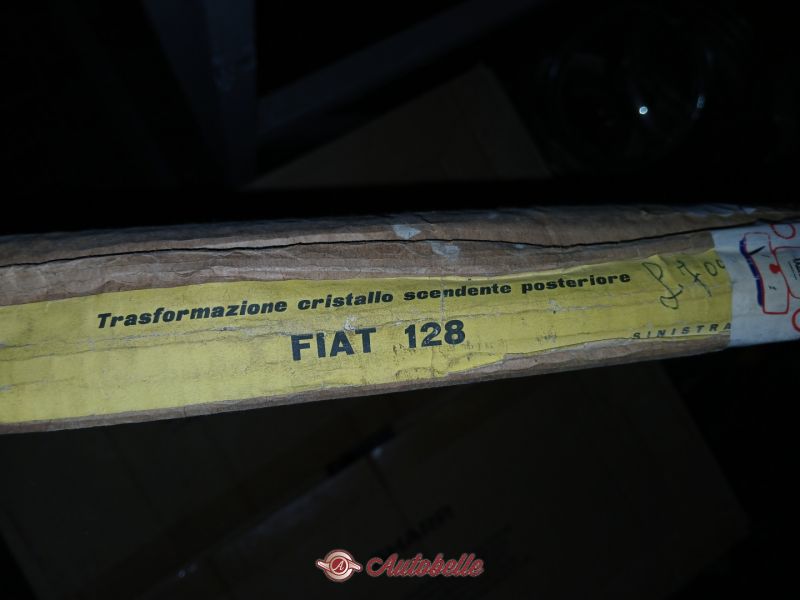 Trasformazione cristallo scendente posteriore
FIAT 128
SINISTRA
Autobelle